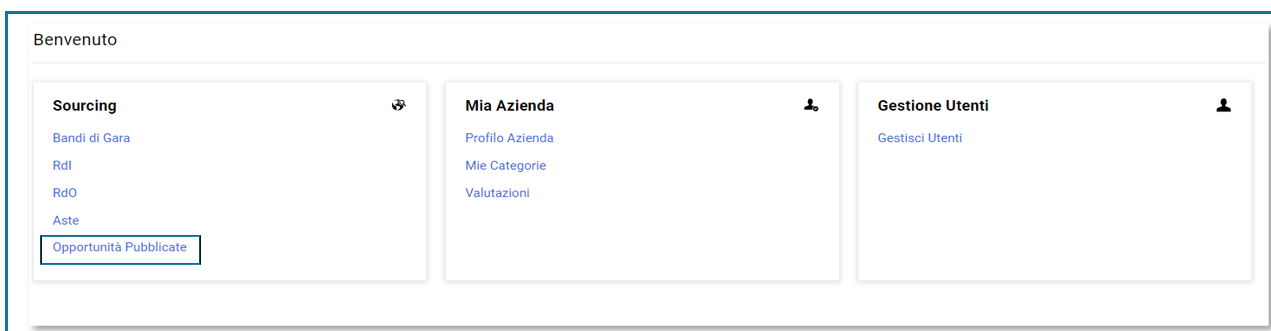 Benvenuto
Sourcing
Bandi di Gara
RdI
RdO
Aste
Opportunità Pubblicate
Mia Azienda
Profilo Azienda
Mie Categorie
Valutazioni
Gestione Utenti
Gestisci Utenti